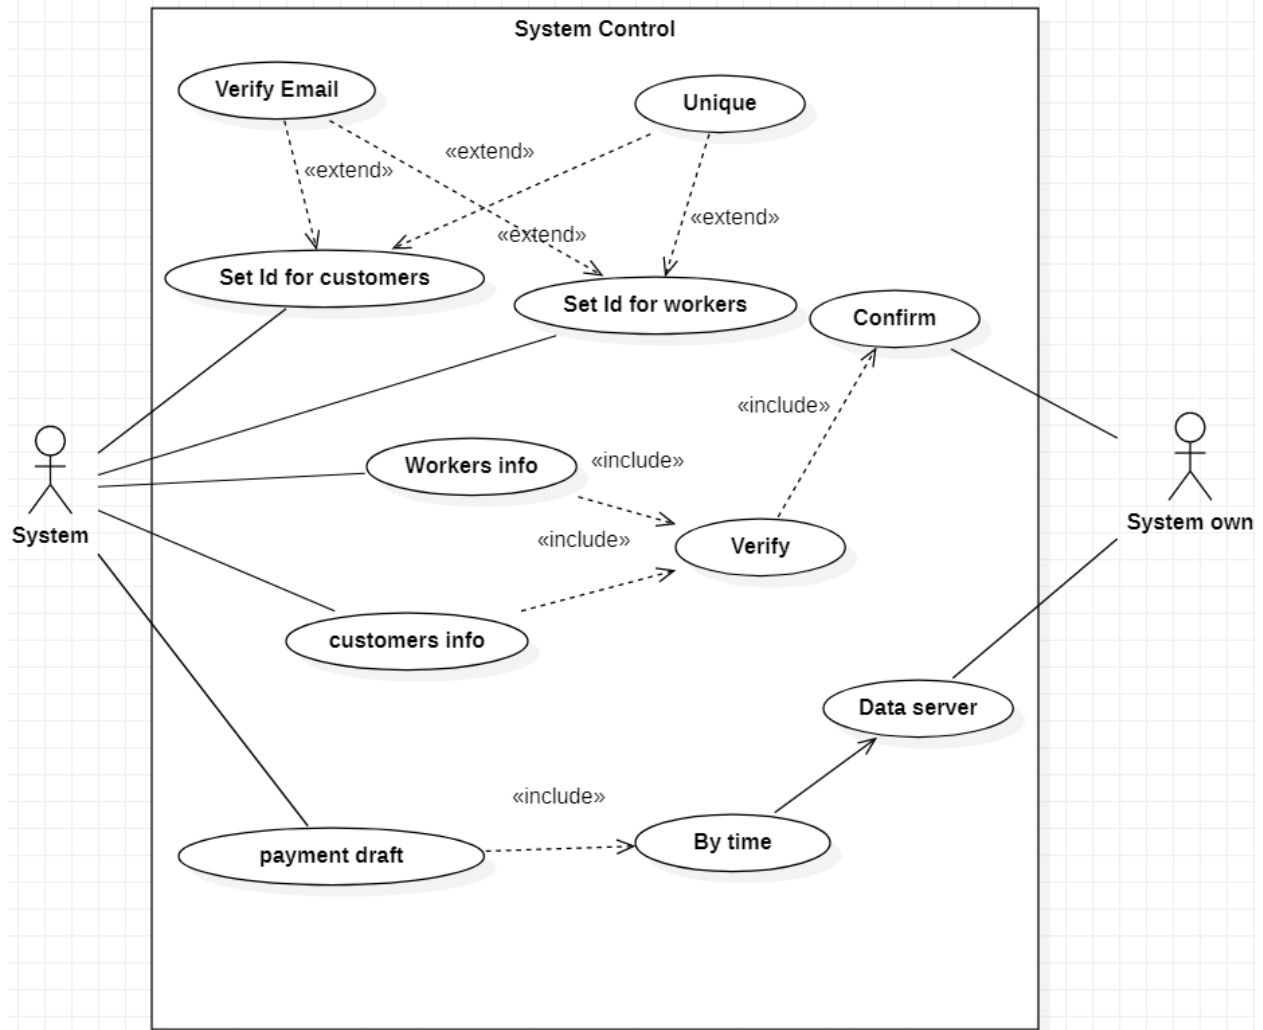 System Control
Verify Email
Unique
«extend»
«extend»
«extend»
«extend»
Set Id for customers
Set Id for workers
Confirm
«include»
Workers info
«include»
System
System own
«include»
Verify
customers info
Data server
«include»
payment draft
By time